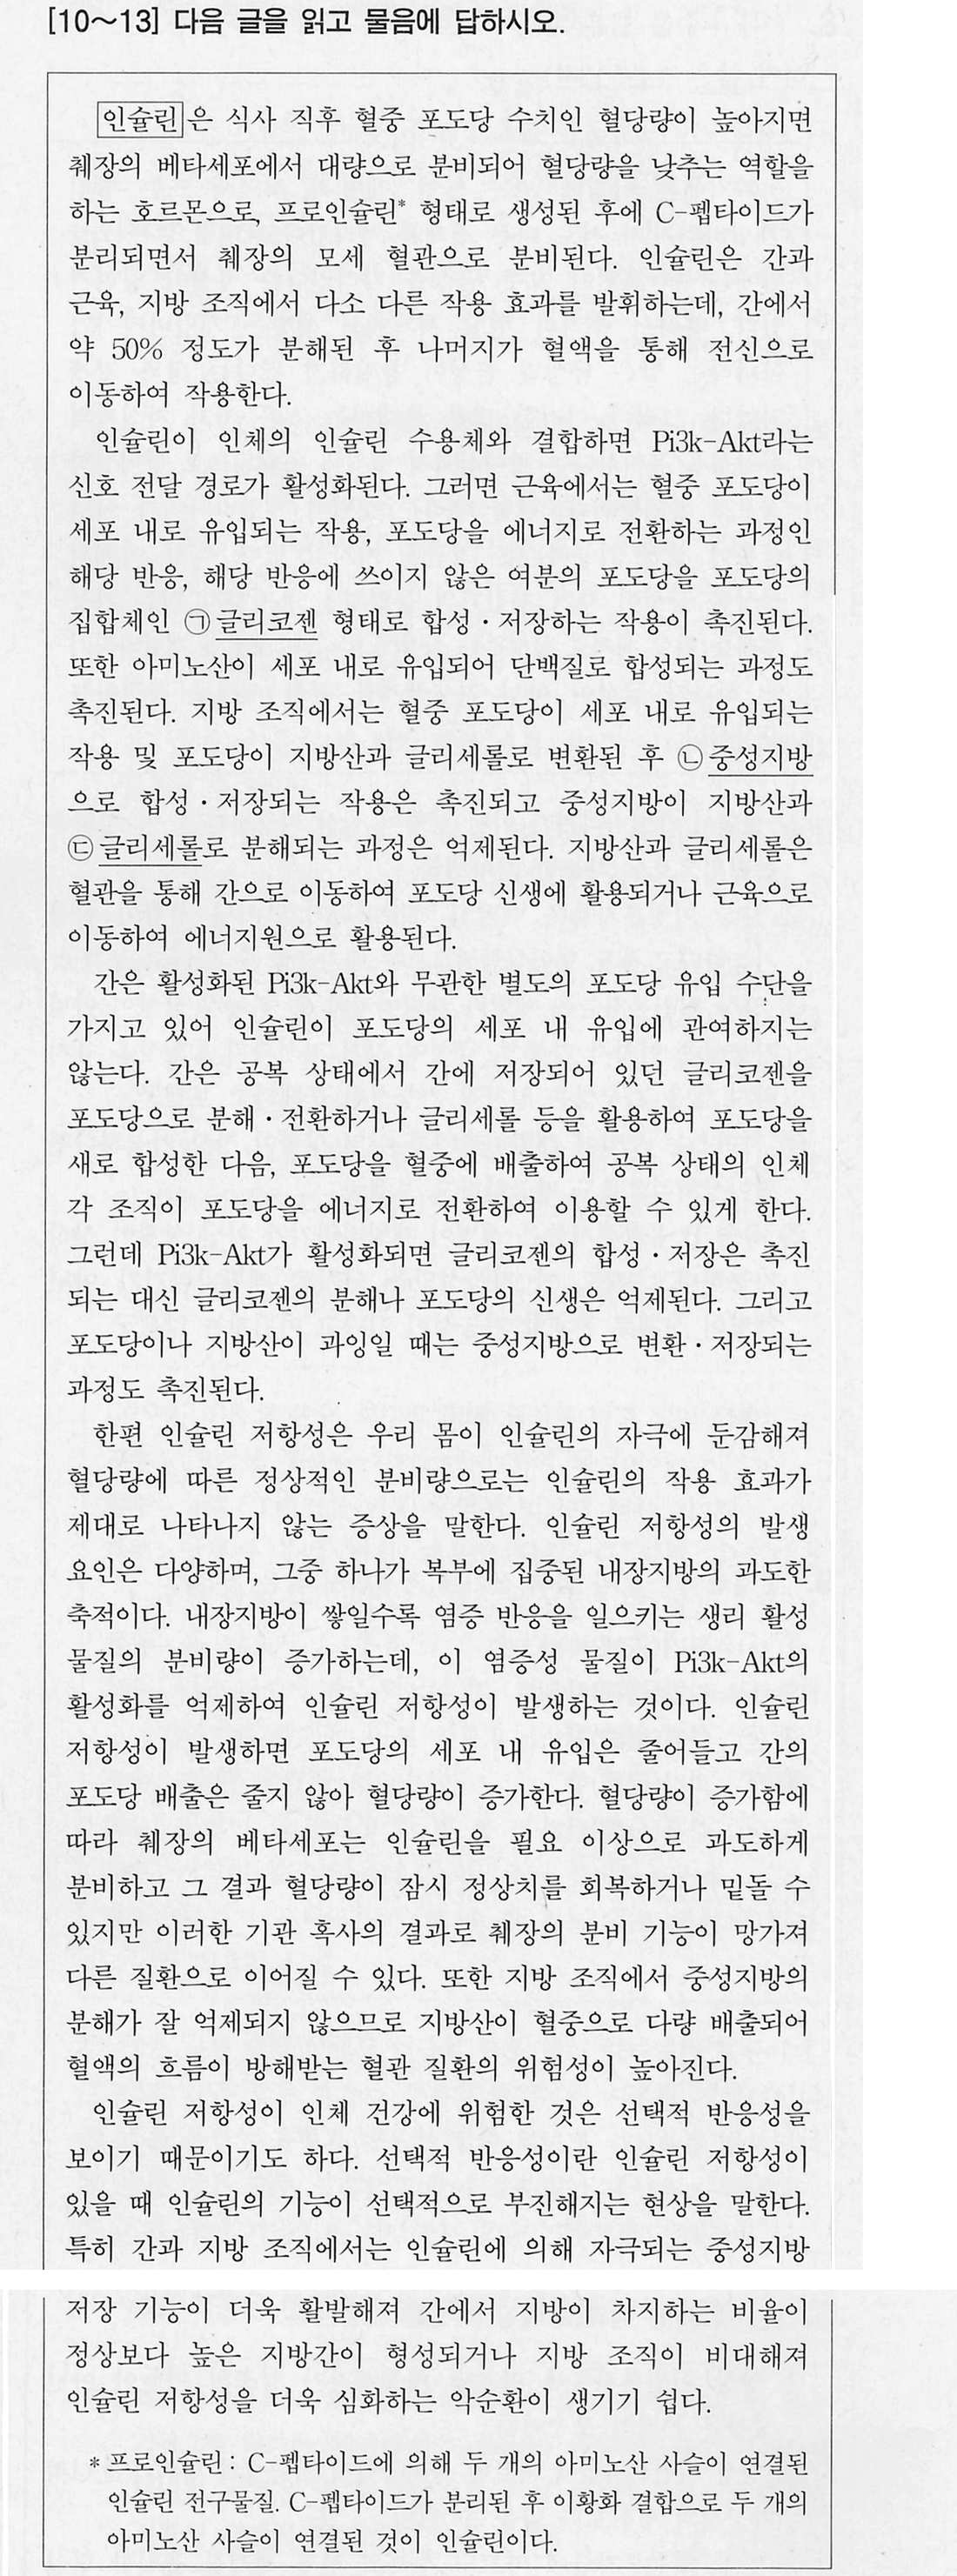 [10～13] 다음 글을 읽고 물음에 답하시오.
인슐린은 식사 직후 혈중 포도당 수치인 혈당량이 높아지면
췌장의 베타세포에서 대량으로 분비되어 혈당량을 낮추는 역할을
하는 호르몬으로, 프로인슐린* 형태로 생성된 후에 C-펩타이드가
분리되면서 췌장의 모세 혈관으로 분비된다. 인슐린은 간과
근육, 지방 조직에서 다소 다른 작용 효과를 발휘하는데, 간에서
약 50% 정도가 분해된 후 나머지가 혈액을 통해 전신으로
이동하여 작용한다.
인슐린이 인체의 인슐린 수용체와 결합하면 Pi3k-Akt라는
신호 전달 경로가 활성화된다. 그러면 근육에서는 혈중 포도당이
세포 내로 유입되는 작용, 포도당을 에너지로 전환하는 과정인
해당 반응, 해당 반응에 쓰이지 않은 여분의 포도당을 포도당의
집합체인 ㉠글리코젠 형태로 합성·저장하는 작용이 촉진된다.
또한 아미노산이 세포 내로 유입되어 단백질로 합성되는 과정도
촉진된다. 지방 조직에서는 혈중 포도당이 세포 내로 유입되는
작용 및 포도당이 지방산과 글리세롤로 변환된 후 ㉡중성지방
으로 합성·저장되는 작용은 촉진되고 중성지방이 지방산과
㉢글리세롤로 분해되는 과정은 억제된다. 지방산과 글리세롤은
혈관을 통해 간으로 이동하여 포도당 신생에 활용되거나 근육으로
이동하여 에너지원으로 활용된다.
간은 활성화된 Pi3k-Akt와 무관한 별도의 포도당 유입 수단을
가지고 있어 인슐린이 포도당의 세포 내 유입에 관여하지는
않는다. 간은 공복 상태에서 간에 저장되어 있던 글리코젠을
포도당으로 분해·전환하거나 글리세롤 등을 활용하여 포도당을
새로 합성한 다음, 포도당을 혈중에 배출하여 공복 상태의 인체
각 조직이 포도당을 에너지로 전환하여 이용할 수 있게 한다.
그런데 Pi3k-Akt가 활성화되면 글리코젠의 합성·저장은 촉진
되는 대신 글리코젠의 분해나 포도당의 신생은 억제된다. 그리고
포도당이나 지방산이 과잉일 때는 중성지방으로 변환·저장되는
과정도 촉진된다.
한편 인슐린 저항성은 우리 몸이 인슐린의 자극에 둔감해져
혈당량에 따른 정상적인 분비량으로는 인슐린의 작용 효과가
제대로 나타나지 않는 증상을 말한다. 인슐린 저항성의 발생
요인은 다양하며, 그중 하나가 복부에 집중된 내장지방의 과도한
축적이다. 내장지방이 쌓일수록 염증 반응을 일으키는 생리 활성
물질의 분비량이 증가하는데, 이 염증성 물질이 Pi3k-Akt의
활성화를 억제하여 인슐린 저항성이 발생하는 것이다. 인슐린
저항성이 발생하면 포도당의 세포 내 유입은 줄어들고 간의
포도당 배출은 줄지 않아 혈당량이 증가한다. 혈당량이 증가함에
따라 췌장의 베타세포는 인슐린을 필요 이상으로 과도하게
분비하고 그 결과 혈당량이 잠시 정상치를 회복하거나 밑돌 수
있지만 이러한 기관 혹사의 결과로 췌장의 분비 기능이 망가져
다른 질환으로 이어질 수 있다. 또한 지방 조직에서 중성지방의
분해가 잘 억제되지 않으므로 지방산이 혈중으로 다량 배출되어
혈액의 흐름이 방해받는 혈관 질환의 위험성이 높아진다.
인슐린 저항성이 인체 건강에 위험한 것은 선택적 반응성을
보이기 때문이기도 하다. 선택적 반응성이란 인슐린 저항성이
있을 때 인슐린의 기능이 선택적으로 부진해지는 현상을 말한다.
특히 간과 지방 조직에서는 인슐린에 의해 자극되는 중성지방
저장 기능이 더욱 활발해져 간에서 지방이 차지하는 비율이
정상보다 높은 지방간이 형성되거나 지방 조직이 비대해져
인슐린 저항성을 더욱 심화하는 악순환이 생기기 쉽다.
* 프로인슐린: C-펩타이드에 의해 두 개의 아미노산 사슬이 연결된
인슐린 전구물질. C-펩타이드가 분리된 후 이황화 결합으로 두 개의
아미노산 사슬이 연결된 것이 인슐린이다.